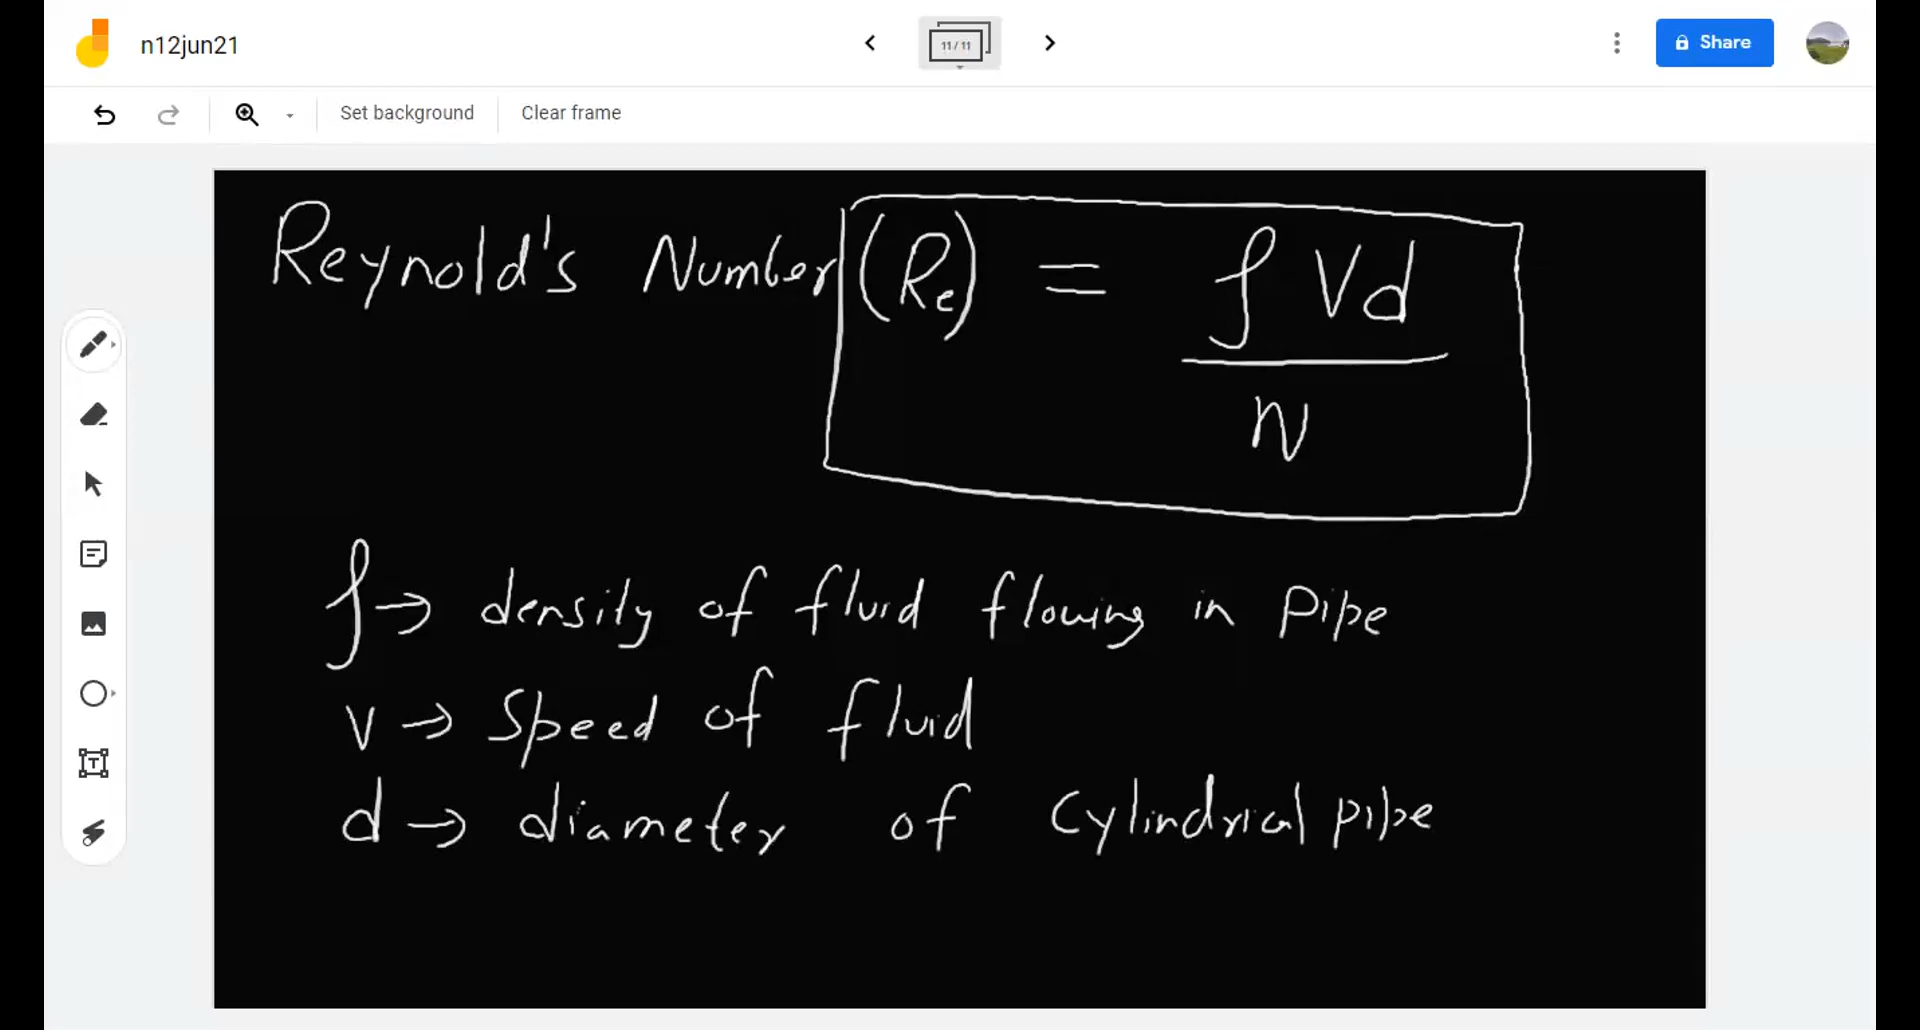 n12jun21
11 / 11
Share
Set background
Clear frame
Reynold's Number (Re) = ρVd / η
ρ → density of fluid flowing in pipe
V → Speed of fluid
d → diameter of Cylindrical pipe